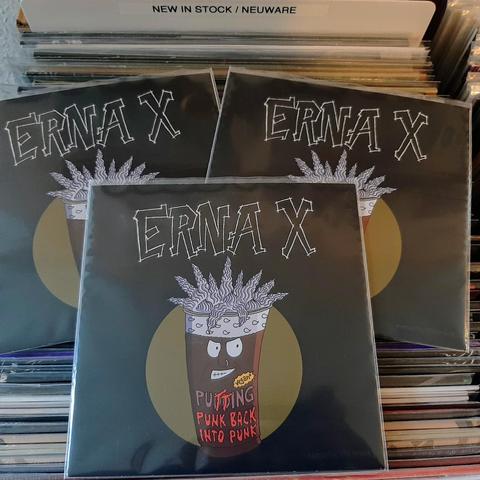 NEW IN STOCK / NEUWARE
ERNA X
ERNA X
ERNA X
PUTTING
PUNK BACK
INTO PUNK